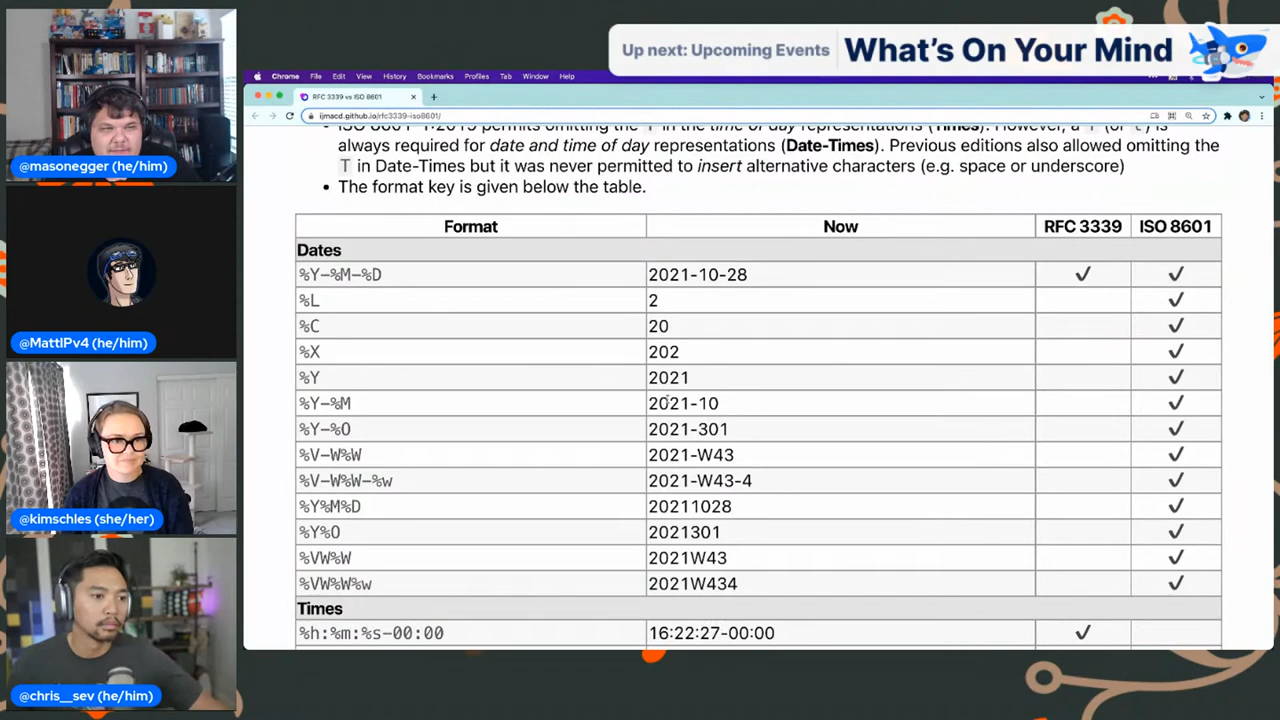 Up next: Upcoming Events What's On Your Mind
Chrome File Edit View History Bookmarks Profiles Tab Window Help
RFC 3339 vs ISO 8601
ijmacd.github.io/rfc3339-iso8601/
@masonegger (he/him)
@MattIPv4 (he/him)
@kimschles (she/her)
@chris__sev (he/him)
always required for date and time of day representations (Date-Times). Previous editions also allowed omitting the
T in Date-Times but it was never permitted to insert alternative characters (e.g. space or underscore)
• The format key is given below the table.
Format Now RFC 3339 ISO 8601
Dates
%Y-%M-%D 2021-10-28 ✓ ✓
%L 2 ✓
%C 20 ✓
%X 202 ✓
%Y 2021 ✓
%Y-%M 2021-10 ✓
%Y-%O 2021-301 ✓
%V-W%W 2021-W43 ✓
%V-W%W-%w 2021-W43-4 ✓
%Y%M%D 20211028 ✓
%Y%O 2021301 ✓
%VW%W 2021W43 ✓
%VW%W%w 2021W434 ✓
Times
%h:%m:%s-00:00 16:22:27-00:00 ✓